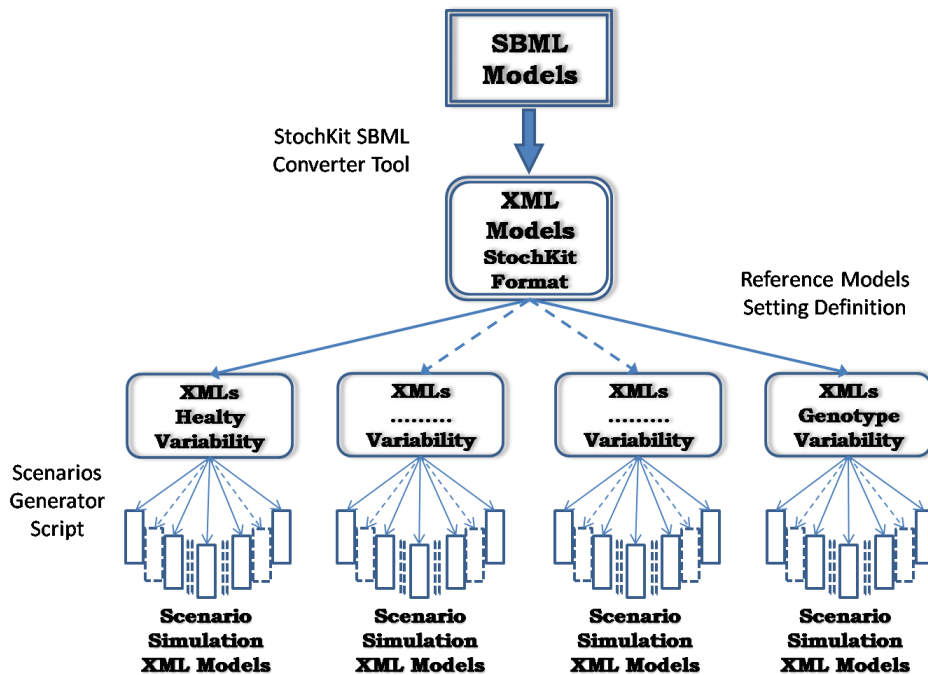 SBML
Models
StochKit SBML
Converter Tool
XML
Models
StochKit
Format
Reference Models
Setting Definition
XMLs
Healty
Variability
XMLs
.........
Variability
XMLs
.........
Variability
XMLs
Genotype
Variability
Scenarios
Generator
Script
Scenario
Simulation
XML Models
Scenario
Simulation
XML Models
Scenario
Simulation
XML Models
Scenario
Simulation
XML Models